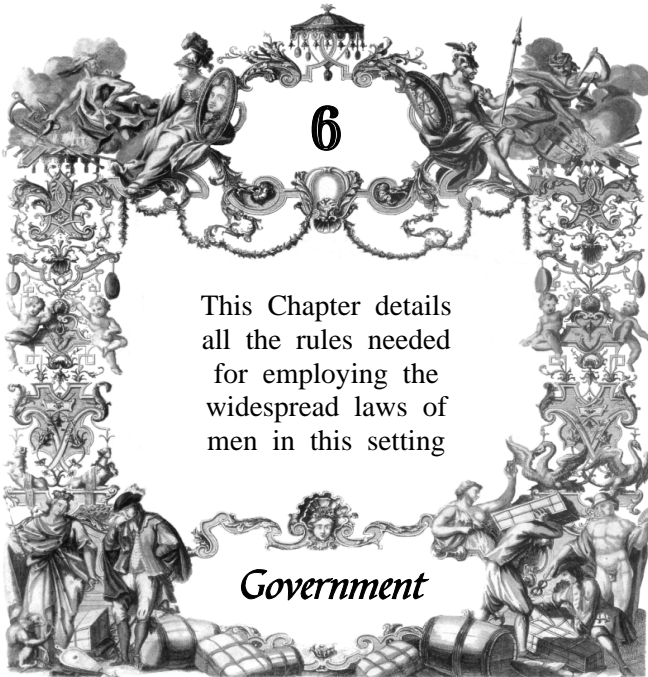 6
This Chapter details
all the rules needed
for employing the
widespread laws of
men in this setting
Government